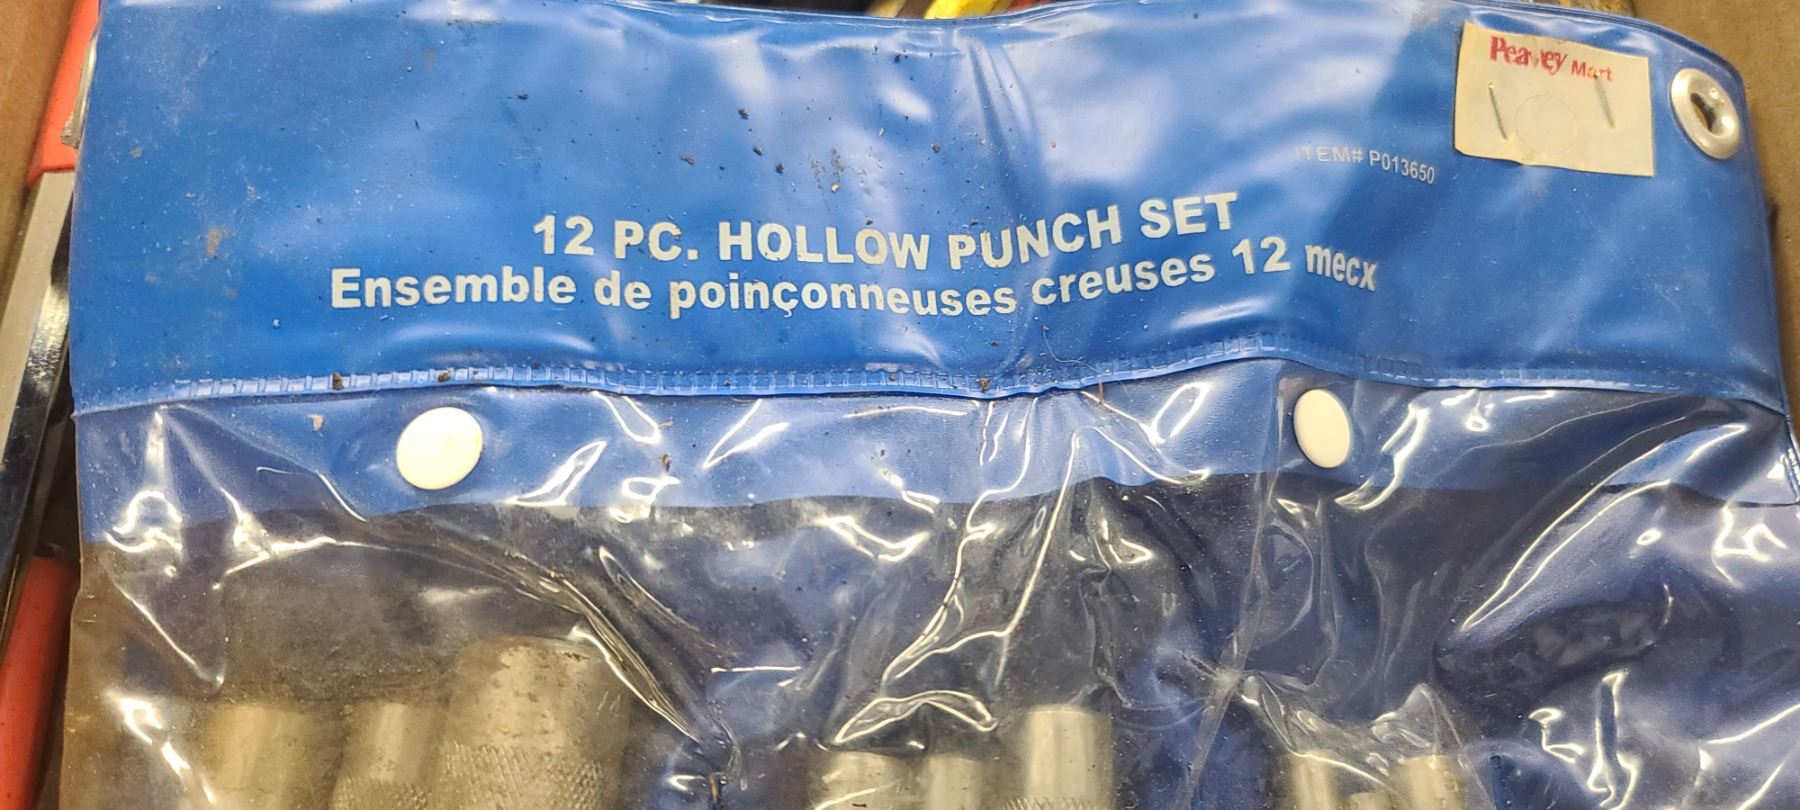 Peavey Mart
ITEM# P013650
12 PC. HOLLOW PUNCH SET
Ensemble de poinçonneuses creuses 12 mecx